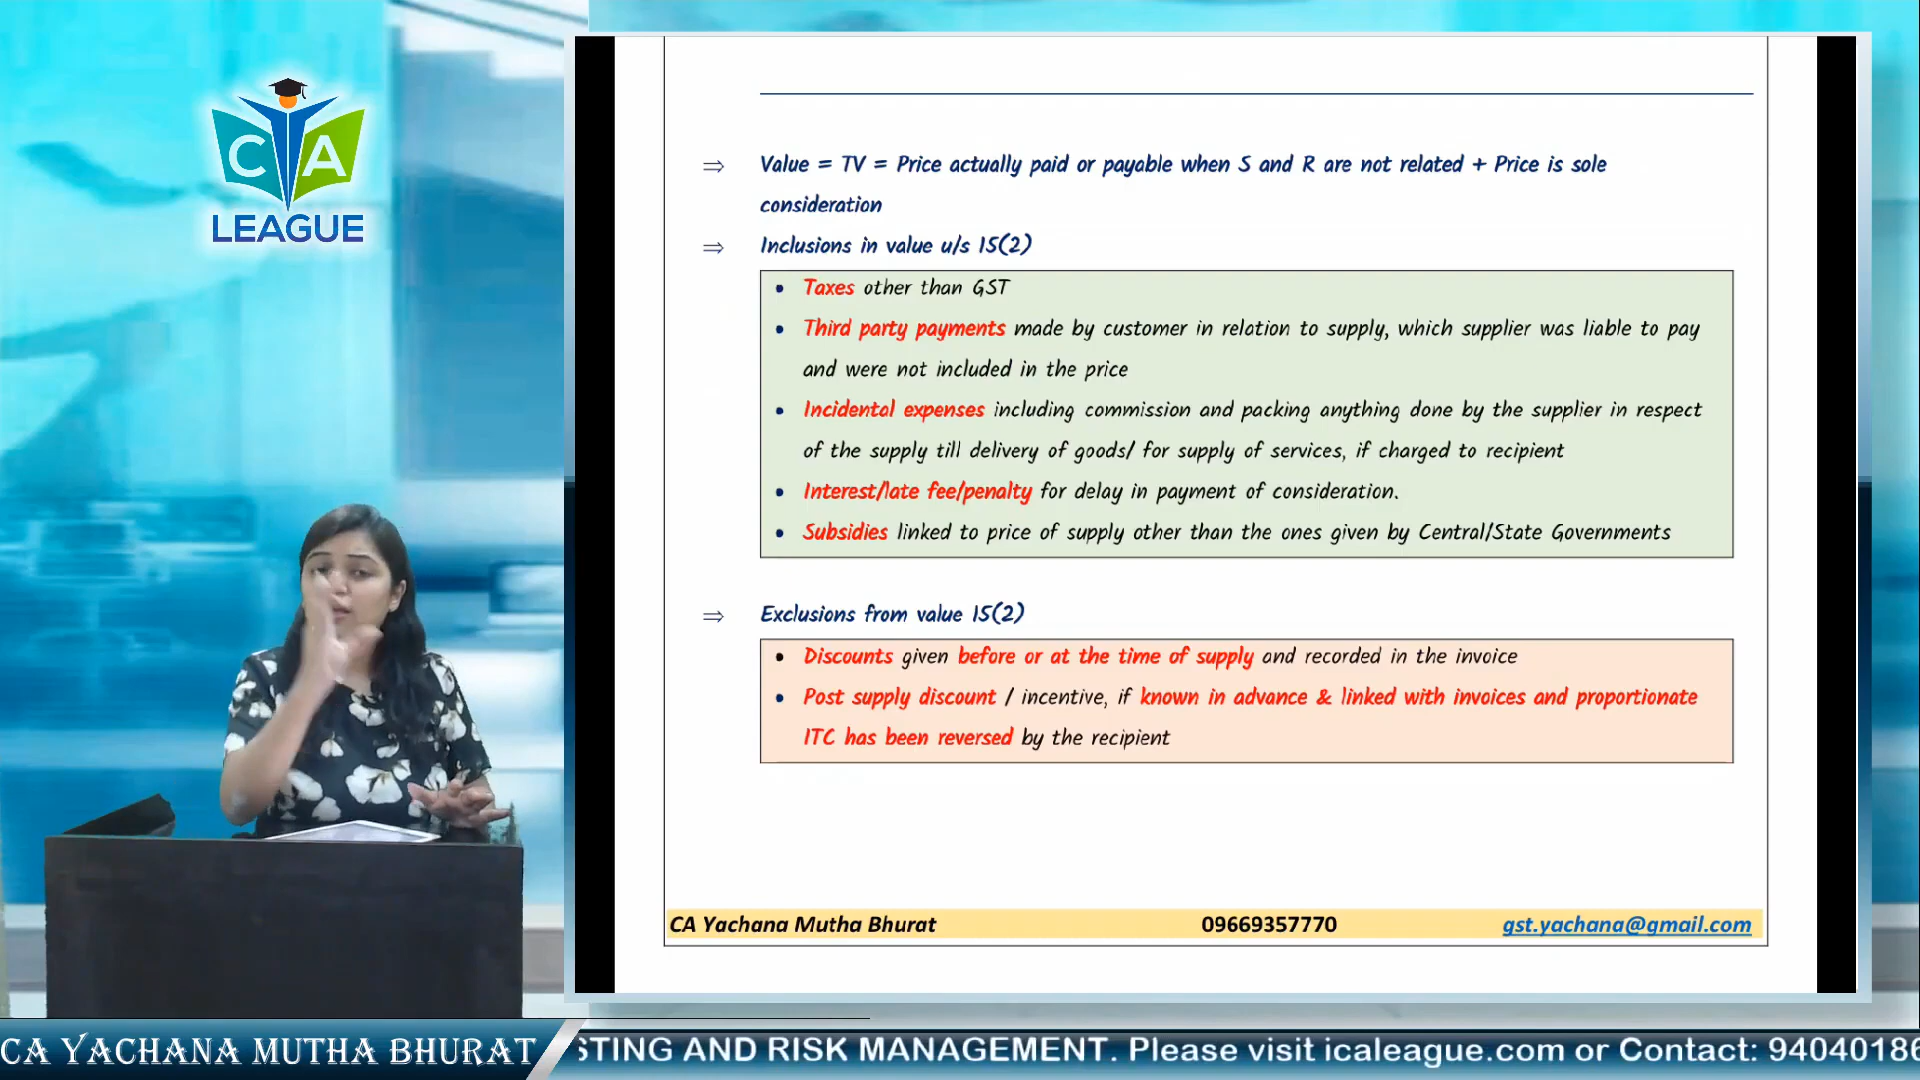 CA
LEAGUE
⇒ Value = TV = Price actually paid or payable when S and R are not related + Price is sole
consideration
⇒ Inclusions in value u/s 15(2)
• Taxes other than GST
• Third party payments made by customer in relation to supply, which supplier was liable to pay
and were not included in the price
• Incidental expenses including commission and packing anything done by the supplier in respect
of the supply till delivery of goods/ for supply of services, if charged to recipient
• Interest/late fee/penalty for delay in payment of consideration.
• Subsidies linked to price of supply other than the ones given by Central/State Governments
⇒ Exclusions from value 15(2)
• Discounts given before or at the time of supply and recorded in the invoice
• Post supply discount / incentive, if known in advance & linked with invoices and proportionate
ITC has been reversed by the recipient
CA Yachana Mutha Bhurat 09669357770 gst.yachana@gmail.com
CA YACHANA MUTHA BHURAT
STING AND RISK MANAGEMENT. Please visit icaleague.com or Contact: 9404018